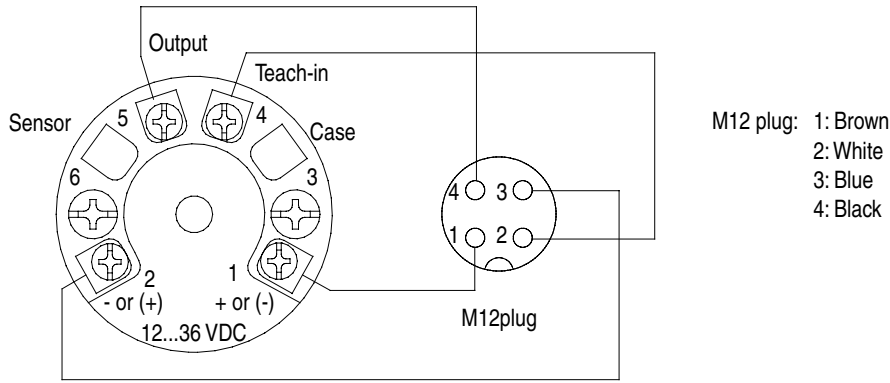 Output
Teach-in
Sensor
5
4
Case
6
3
2
1
- or (+)
+ or (-)
12...36 VDC
4
3
1
2
M12plug
M12 plug: 1: Brown
2: White
3: Blue
4: Black